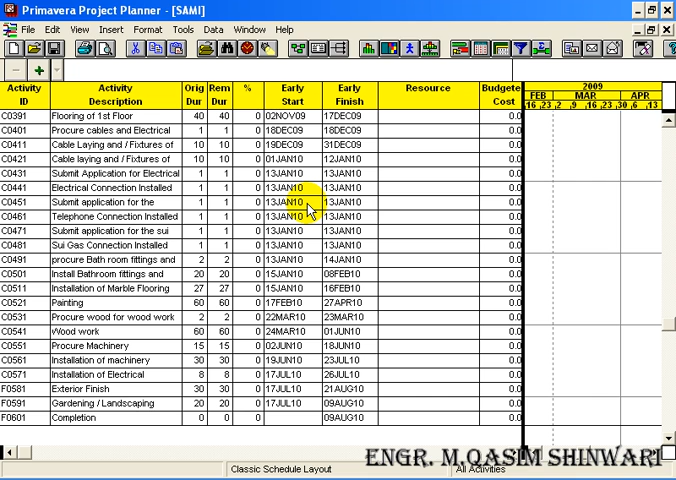 Primavera Project Planner - [SAMI]
File Edit View Insert Format Tools Data Window Help
Activity ID Activity Description Orig Dur Rem Dur % Early Start Early Finish Resource Budgete Cost 2009
FEB MAR APR
,16 ,23 ,2 ,9 ,16 ,23 ,30 ,6 ,13
C0391 Flooring of 1st Floor 40 40 0 02NOV09 17DEC09 0.0
C0401 Procure cables and Electrical 1 1 0 18DEC09 18DEC09 0.0
C0411 Cable Laying and / Fixtures of 10 10 0 19DEC09 31DEC09 0.0
C0421 Cable laying and / Fixtures of 10 10 0 01JAN10 12JAN10 0.0
C0431 Submit Application for Electrical 1 1 0 13JAN10 13JAN10 0.0
C0441 Electrical Connection Installed 1 1 0 13JAN10 13JAN10 0.0
C0451 Submit application for the 1 1 0 13JAN10 13JAN10 0.0
C0461 Telephone Connection Installed 1 1 0 13JAN10 13JAN10 0.0
C0471 Submit application for the sui 1 1 0 13JAN10 13JAN10 0.0
C0481 Sui Gas Connection Installed 1 1 0 13JAN10 13JAN10 0.0
C0491 procure Bath room fittings and 2 2 0 13JAN10 14JAN10 0.0
C0501 Install Bathroom fittings and 20 20 0 15JAN10 08FEB10 0.0
C0511 Installation of Marble Flooring 27 27 0 15JAN10 16FEB10 0.0
C0521 Painting 60 60 0 17FEB10 27APR10 0.0
C0531 Procure wood for wood work 2 2 0 22MAR10 23MAR10 0.0
C0541 Wood work 60 60 0 24MAR10 01JUN10 0.0
C0551 Procure Machinery 15 15 0 02JUN10 18JUN10 0.0
C0561 Installation of machinery 30 30 0 19JUN10 23JUL10 0.0
C0571 Installation of Electrical 8 8 0 17JUL10 26JUL10 0.0
F0581 Exterior Finish 30 30 0 17JUL10 21AUG10 0.0
F0591 Gardening / Landscaping 20 20 0 17JUL10 09AUG10 0.0
F0601 Completion 0 0 0 09AUG10 0.0
ENGR. M.QASIM SHINWARI
Classic Schedule Layout All Activities